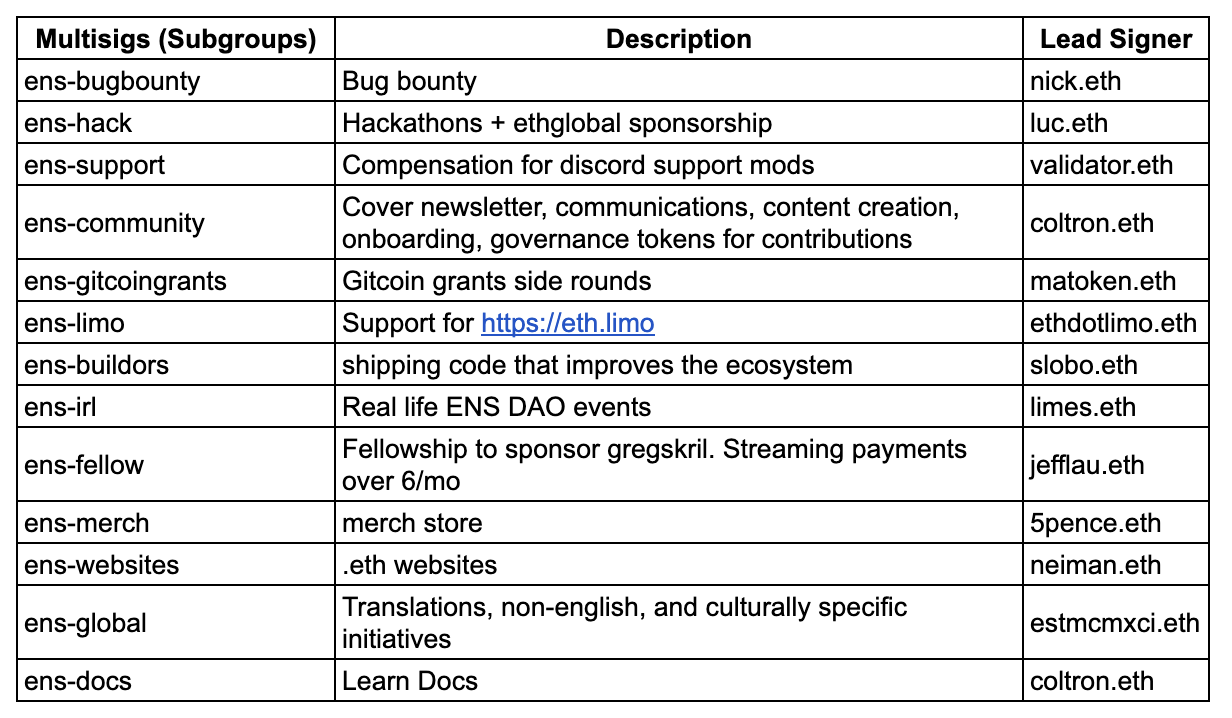 Multisigs (Subgroups) Description Lead Signer
ens-bugbounty Bug bounty nick.eth
ens-hack Hackathons + ethglobal sponsorship luc.eth
ens-support Compensation for discord support mods validator.eth
ens-community Cover newsletter, communications, content creation,
onboarding, governance tokens for contributions coltron.eth
ens-gitcoingrants Gitcoin grants side rounds matoken.eth
ens-limo Support for https://eth.limo ethdotlimo.eth
ens-buildors shipping code that improves the ecosystem slobo.eth
ens-irl Real life ENS DAO events limes.eth
ens-fellow Fellowship to sponsor gregskril. Streaming payments
over 6/mo jefflau.eth
ens-merch merch store 5pence.eth
ens-websites .eth websites neiman.eth
ens-global Translations, non-english, and culturally specific
initiatives estmcmxci.eth
ens-docs Learn Docs coltron.eth